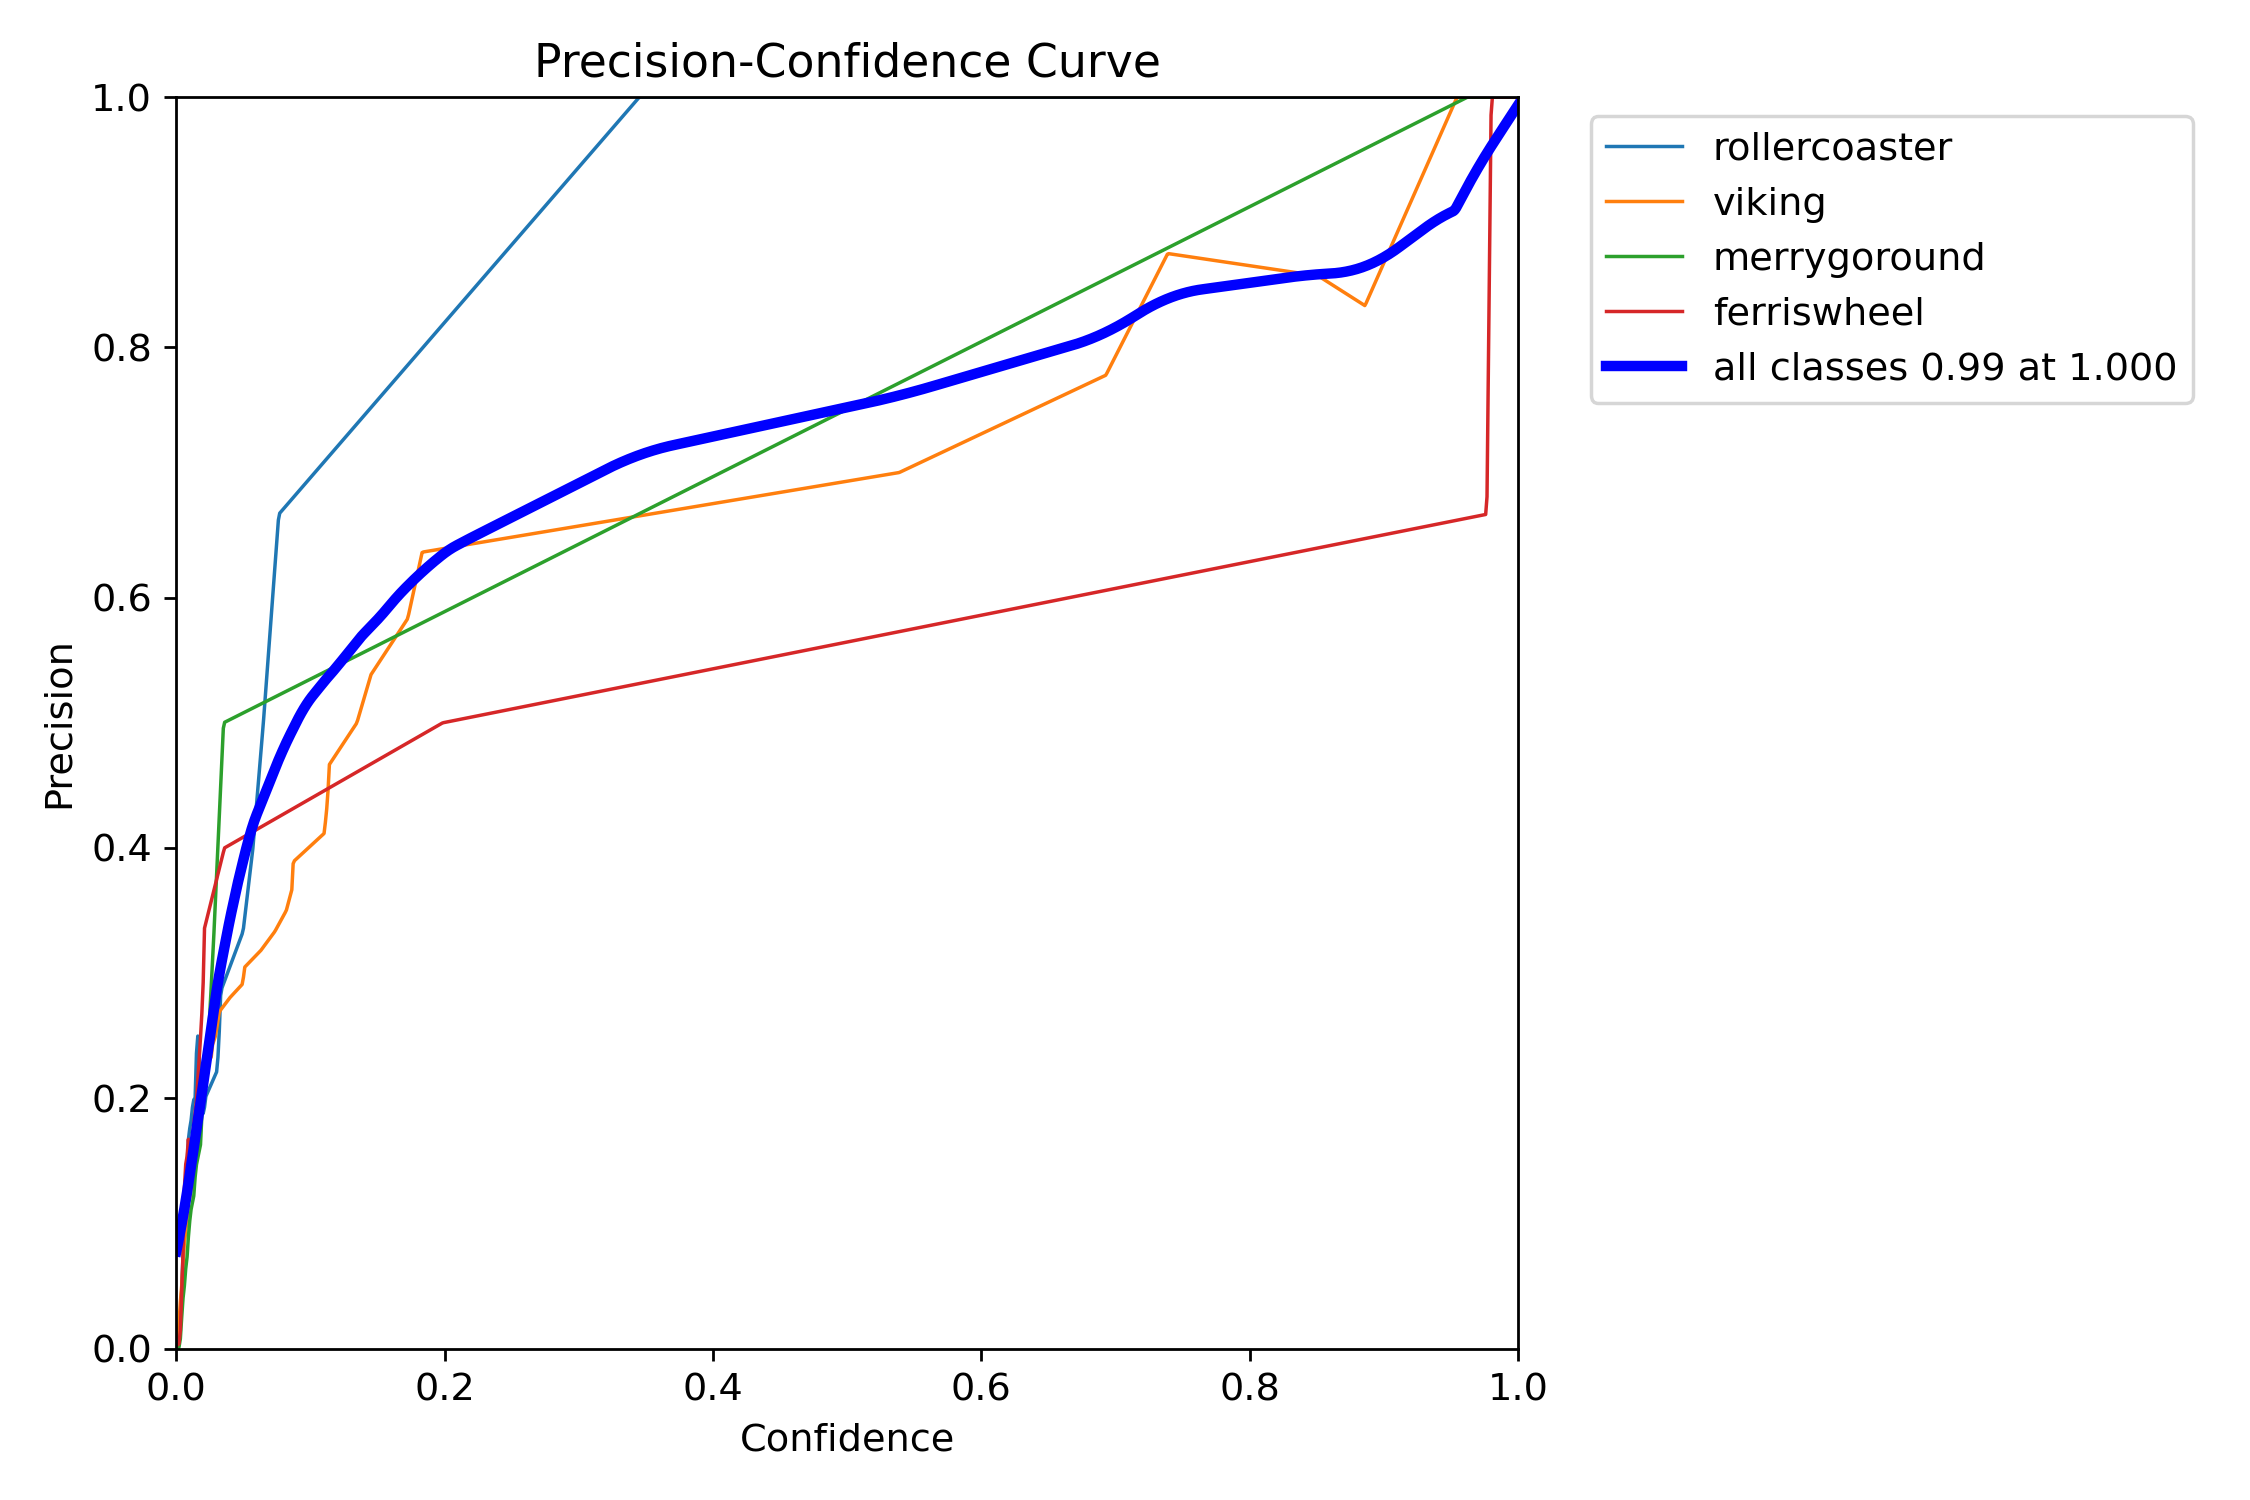 Precision-Confidence Curve
1.0
0.8
0.6
0.4
0.2
0.0
Precision
0.0 0.2 0.4 0.6 0.8 1.0
Confidence
rollercoaster
viking
merrygoround
ferriswheel
all classes 0.99 at 1.000